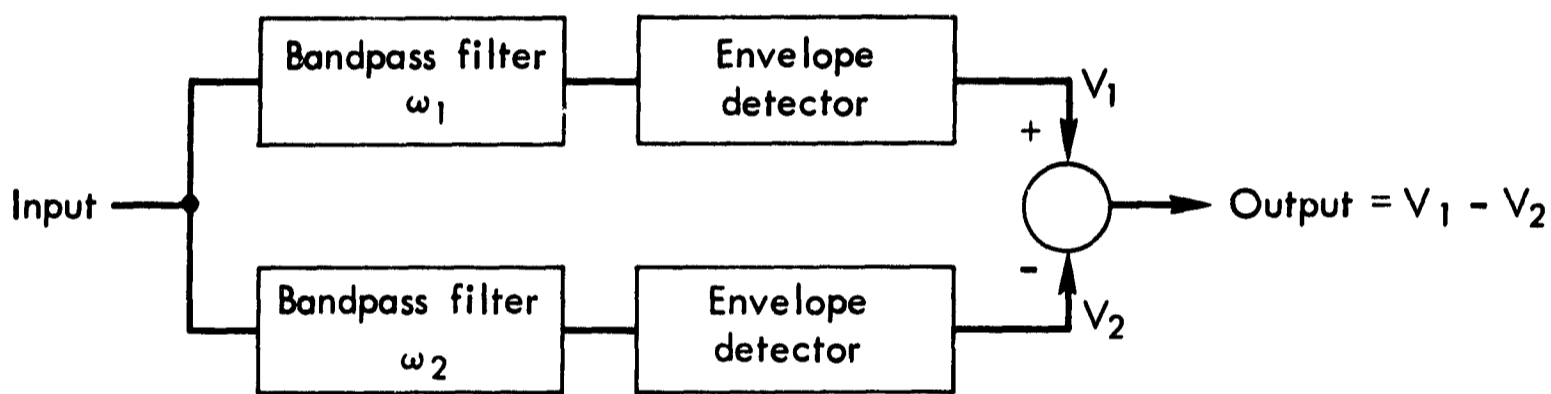 Bandpass filter
ω₁
Envelope
detector
V₁
+
Input
Output = V₁ - V₂
-
Bandpass filter
ω₂
Envelope
detector
V₂